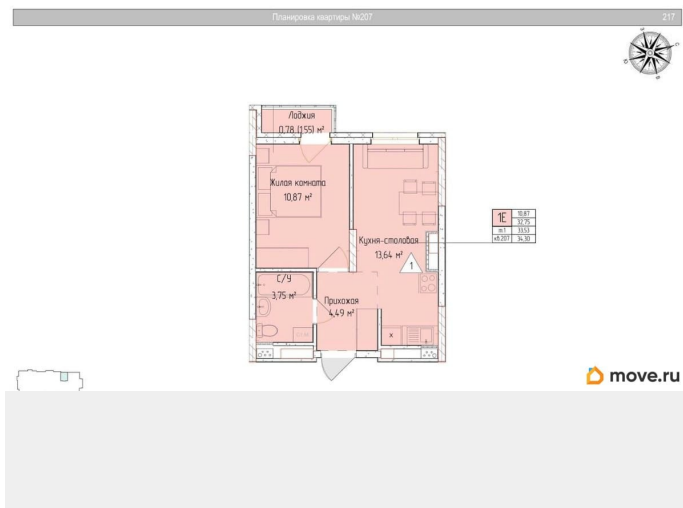 Планировка квартиры №207
217
Лоджия
0,78 (1,55) м²
Жилая комната
10,87 м²
Кухня-столовая
13,64 м²
1
С/У
3,75 м²
Прихожая
4,49 м²
1Е
10,87
32,75
т.1
33,53
кв.207
34,30
move.ru